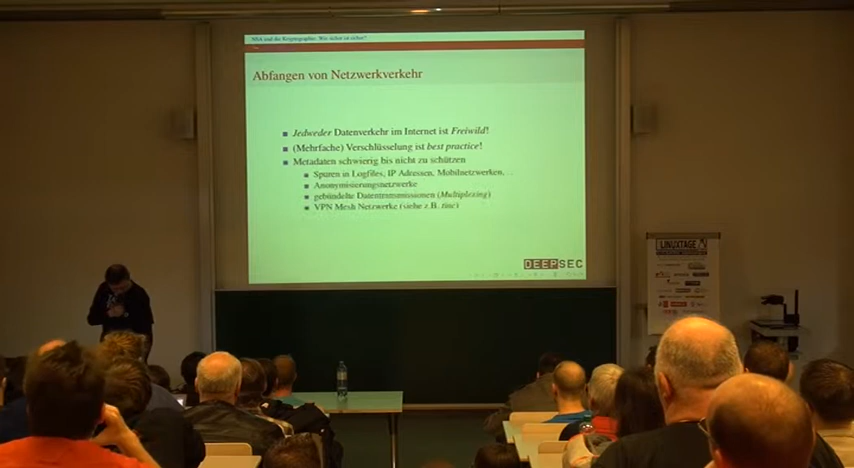 NSA und die Kryptographie: Wie sicher ist sicher?
Abfangen von Netzwerkverkehr
Jedweder Datenverkehr im Internet ist Freiwild!
(Mehrfache) Verschlüsselung ist best practice!
Metadaten schwierig bis nicht zu schützen
Spuren in Logfiles, IP Adressen, Mobilnetzwerken, …
Anonymisierungsnetzwerke
gebündelte Datentransmissionen (Multiplexing)
VPN Mesh Netzwerke (siehe z.B. tinc)
DEEPSEC
LINUXTAGE